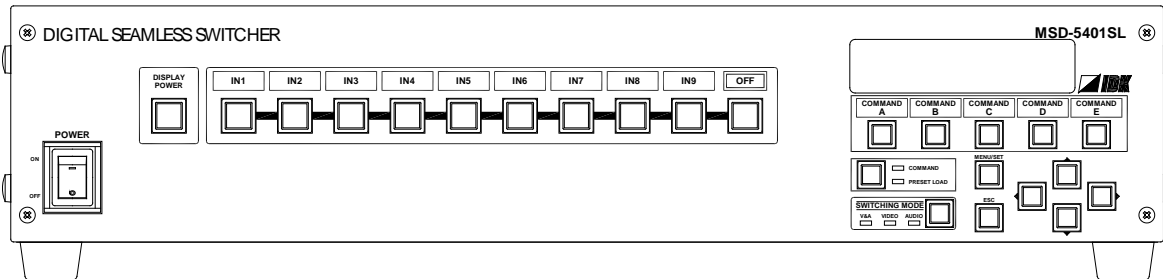 DIGITAL SEAMLESS SWITCHER
MSD-5401SL
IDK
DISPLAY
POWER
IN1
IN2
IN3
IN4
IN5
IN6
IN7
IN8
IN9
OFF
COMMAND
A
COMMAND
B
COMMAND
C
COMMAND
D
COMMAND
E
POWER
ON
OFF
COMMAND
PRESET LOAD
MENU/SET
SWITCHING MODE
V&A
VIDEO
AUDIO
ESC